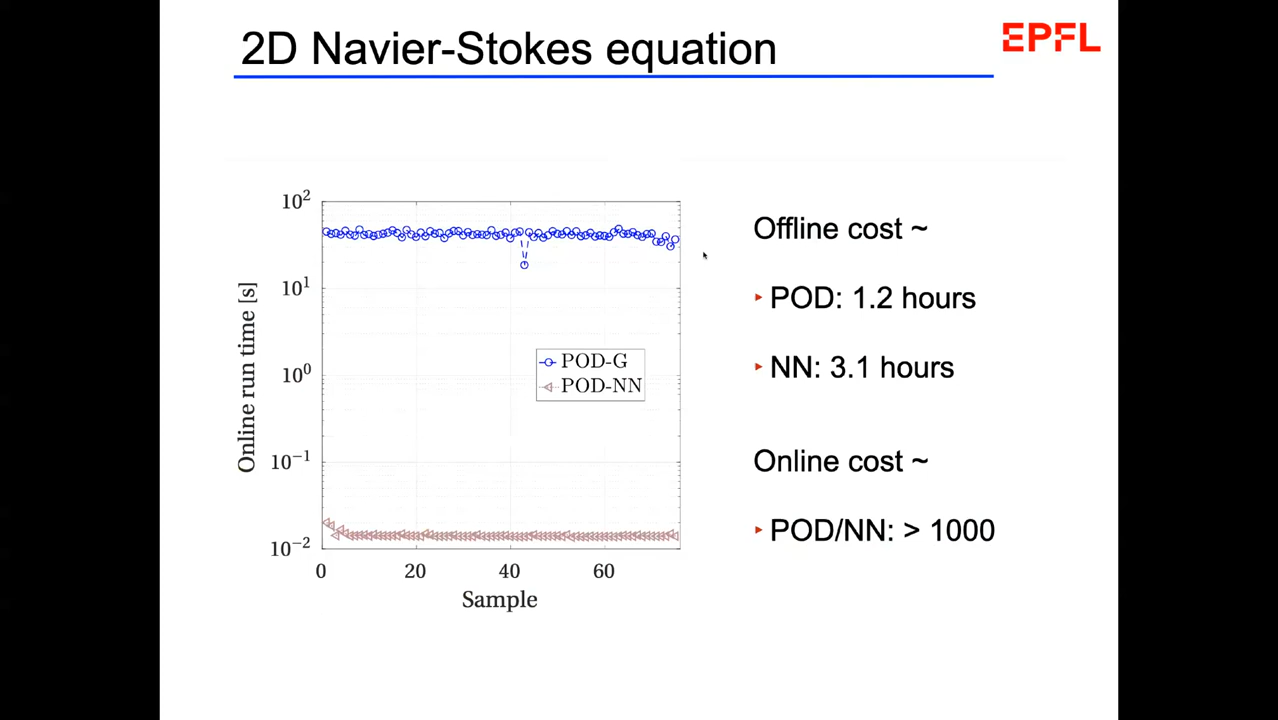 2D Navier-Stokes equation
EPFL
10²
10¹
10⁰
10⁻¹
10⁻²
Online run time [s]
0
20
40
60
Sample
POD-G
POD-NN
Offline cost ~
POD: 1.2 hours
NN: 3.1 hours
Online cost ~
POD/NN: > 1000